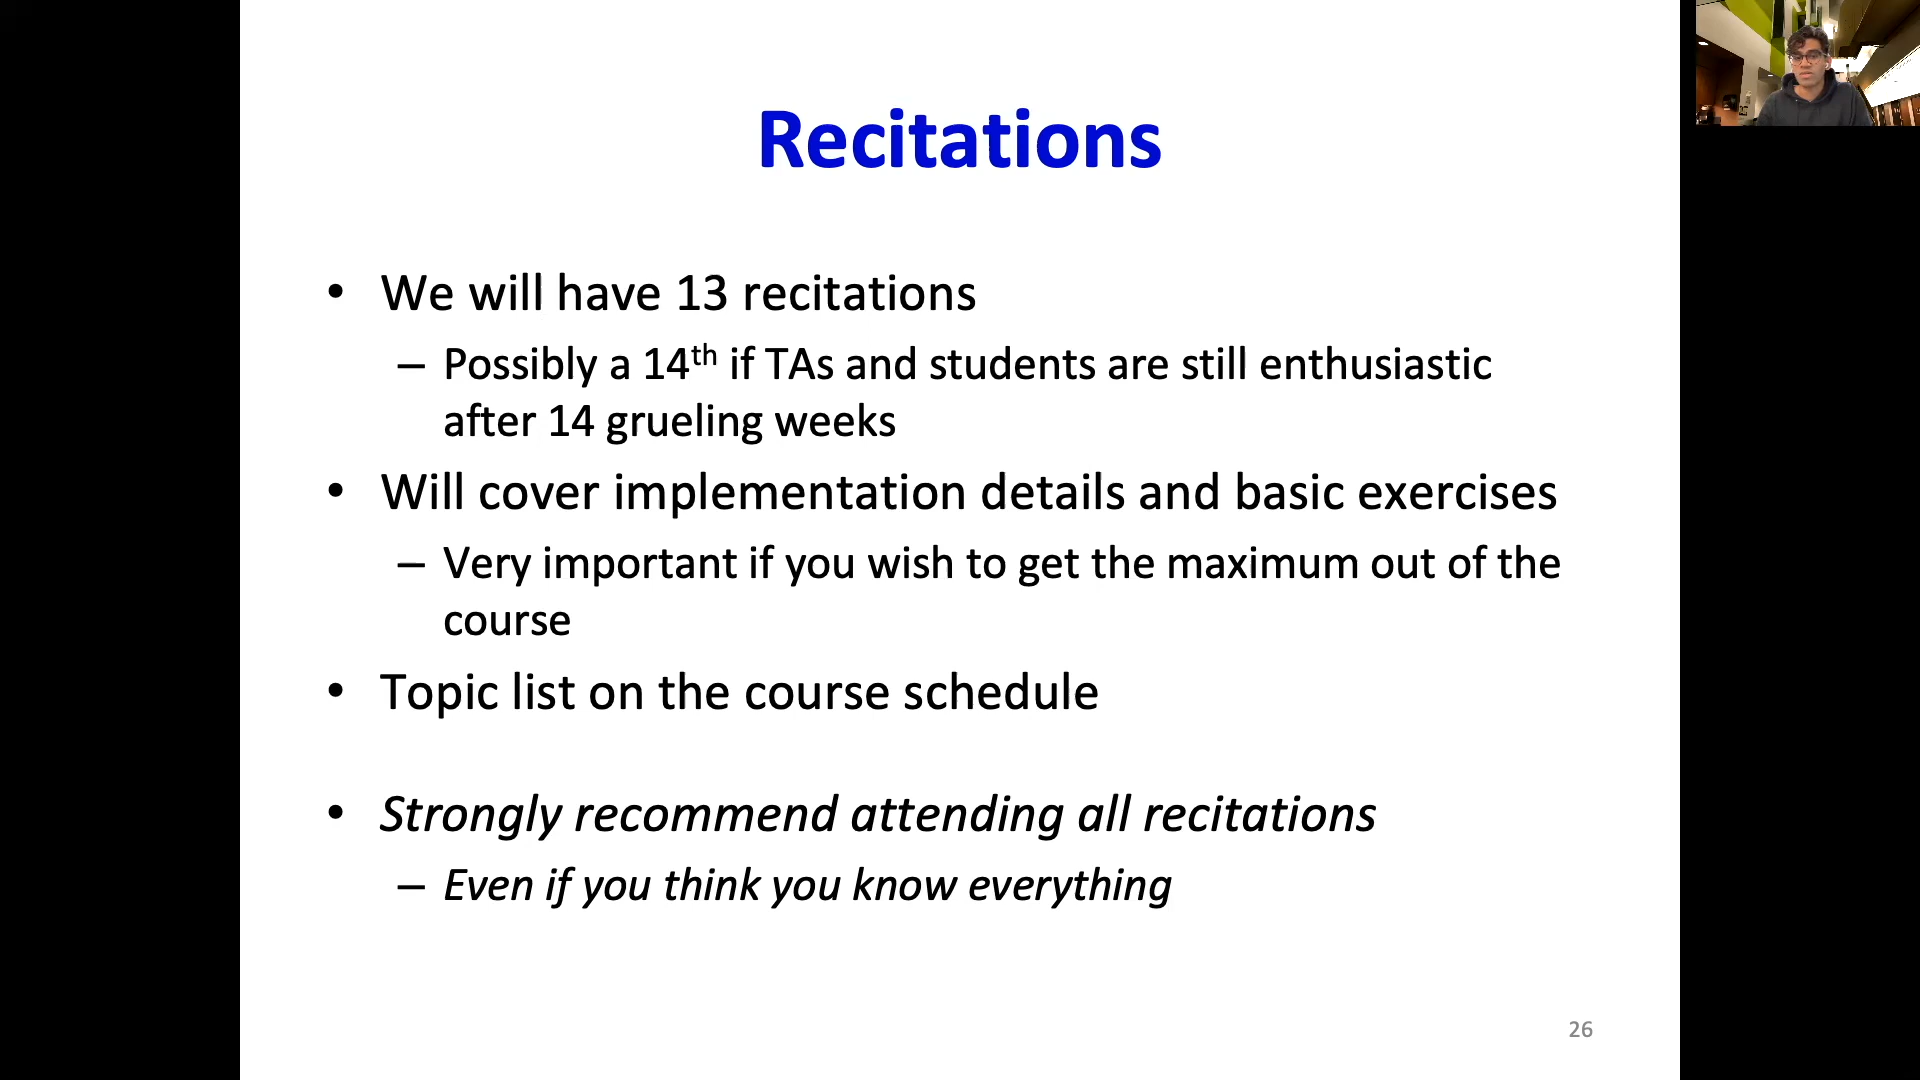 Recitations
• We will have 13 recitations
– Possibly a 14th if TAs and students are still enthusiastic
after 14 grueling weeks
• Will cover implementation details and basic exercises
– Very important if you wish to get the maximum out of the
course
• Topic list on the course schedule
• Strongly recommend attending all recitations
– Even if you think you know everything
26